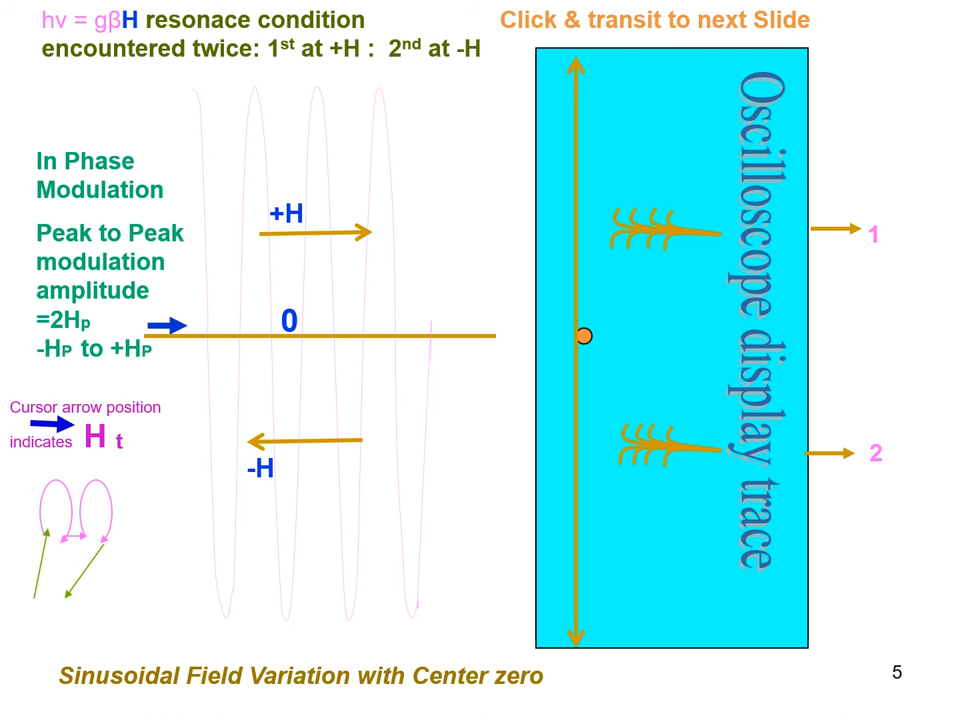 hν = gβH resonace condition
encountered twice: 1st at +H : 2nd at -H
Click & transit to next Slide
In Phase
Modulation
Peak to Peak
modulation
amplitude
=2Hp
-HP to +HP
+H
0
-H
Cursor arrow position
indicates H t
Oscilloscope display trace
1
2
Sinusoidal Field Variation with Center zero
5